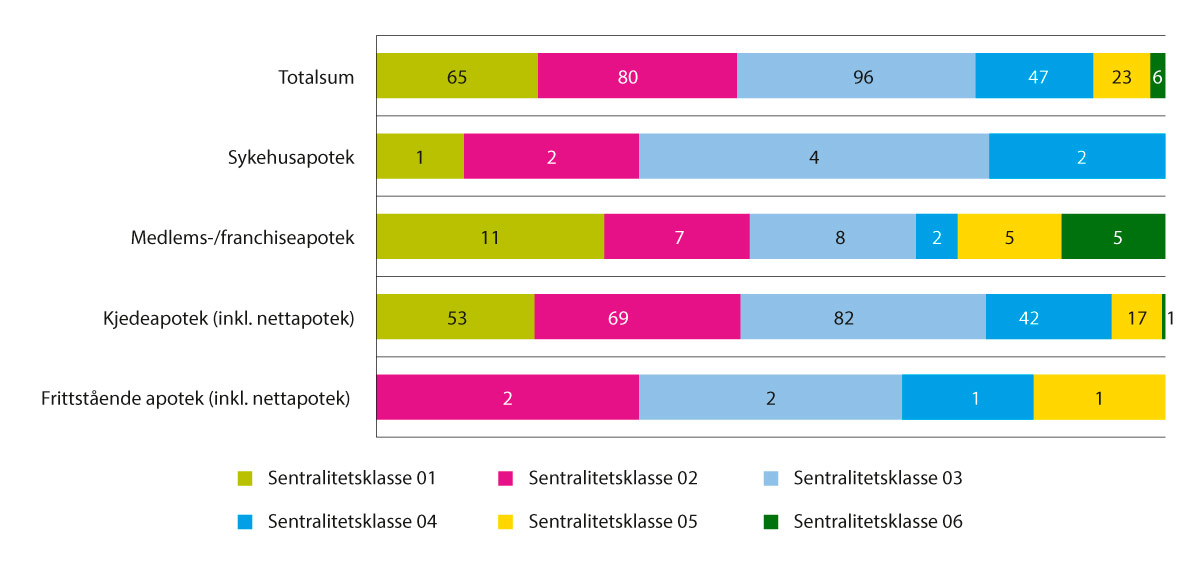 Totalsum 65 80 96 47 23 6
Sykehusapotek 1 2 4 2
Medlems-/franchiseapotek 11 7 8 2 5 5
Kjedeapotek (inkl. nettapotek) 53 69 82 42 17 1
Frittstående apotek (inkl. nettapotek) 2 2 1 1
Sentralitetsklasse 01 Sentralitetsklasse 02 Sentralitetsklasse 03
Sentralitetsklasse 04 Sentralitetsklasse 05 Sentralitetsklasse 06